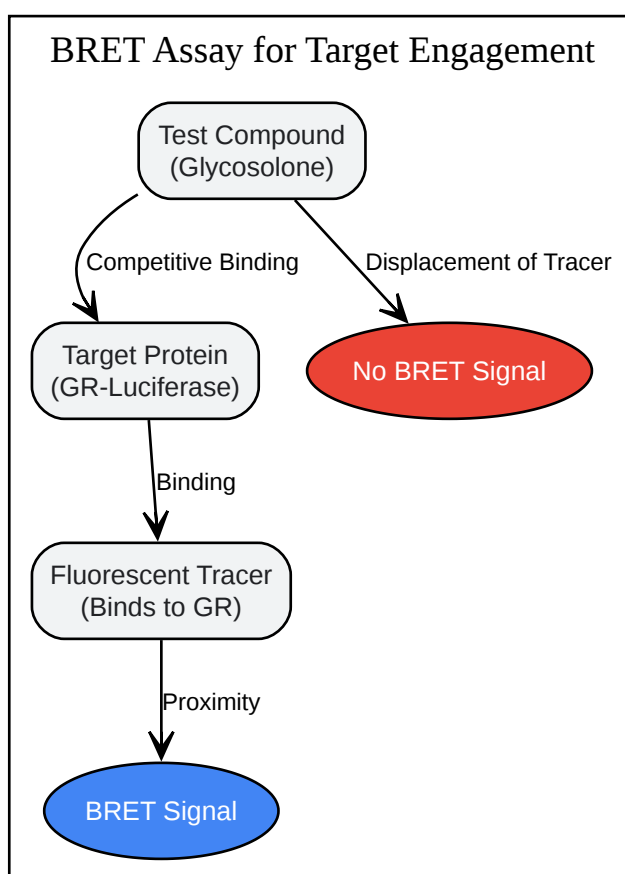 BRET Assay for Target Engagement
Test Compound
(Glycosolone)
Competitive Binding
Displacement of Tracer
Target Protein
(GR-Luciferase)
No BRET Signal
Binding
Fluorescent Tracer
(Binds to GR)
Proximity
BRET Signal